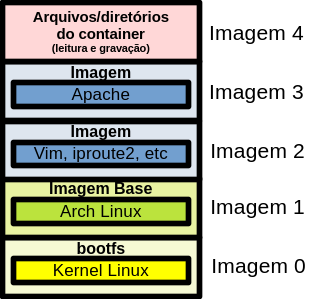 Arquivos/diretórios
do container
(leitura e gravação)
Imagem 4
Imagem
Apache
Imagem 3
Imagem
Vim, iproute2, etc
Imagem 2
Imagem Base
Arch Linux
Imagem 1
bootfs
Kernel Linux
Imagem 0